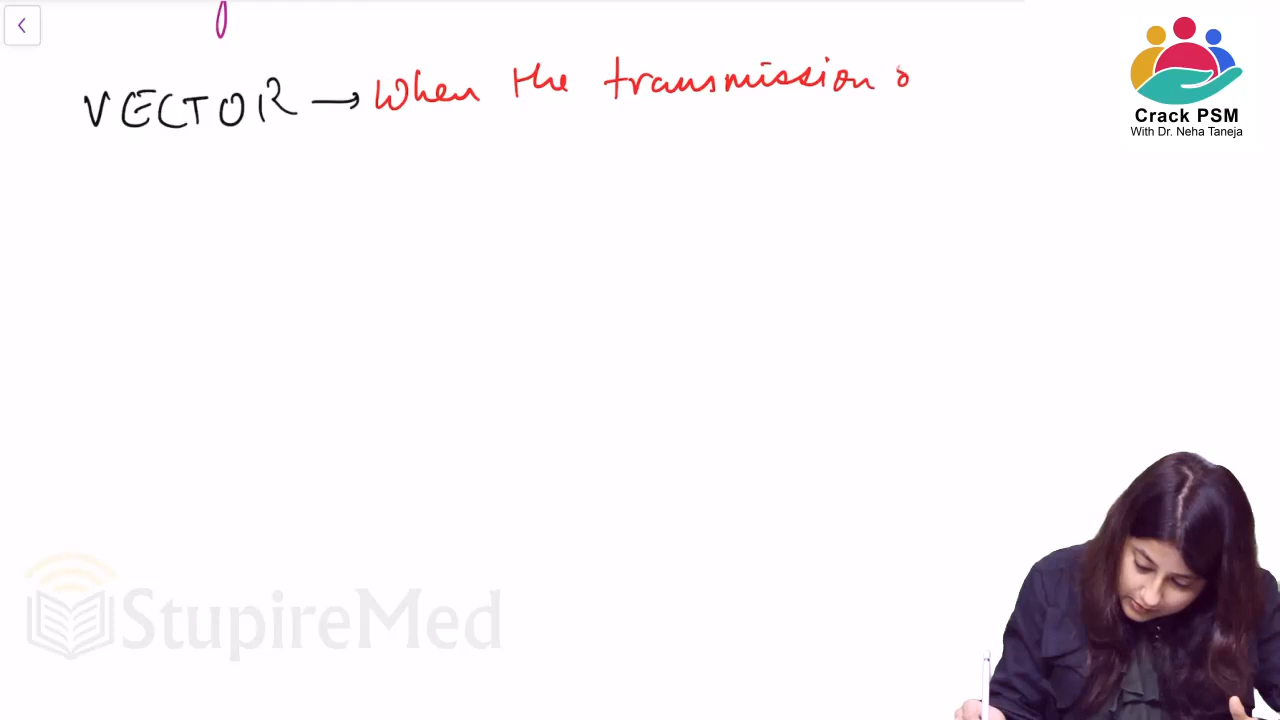 VECTOR → When the transmission o
Crack PSM
With Dr. Neha Taneja
StupireMed